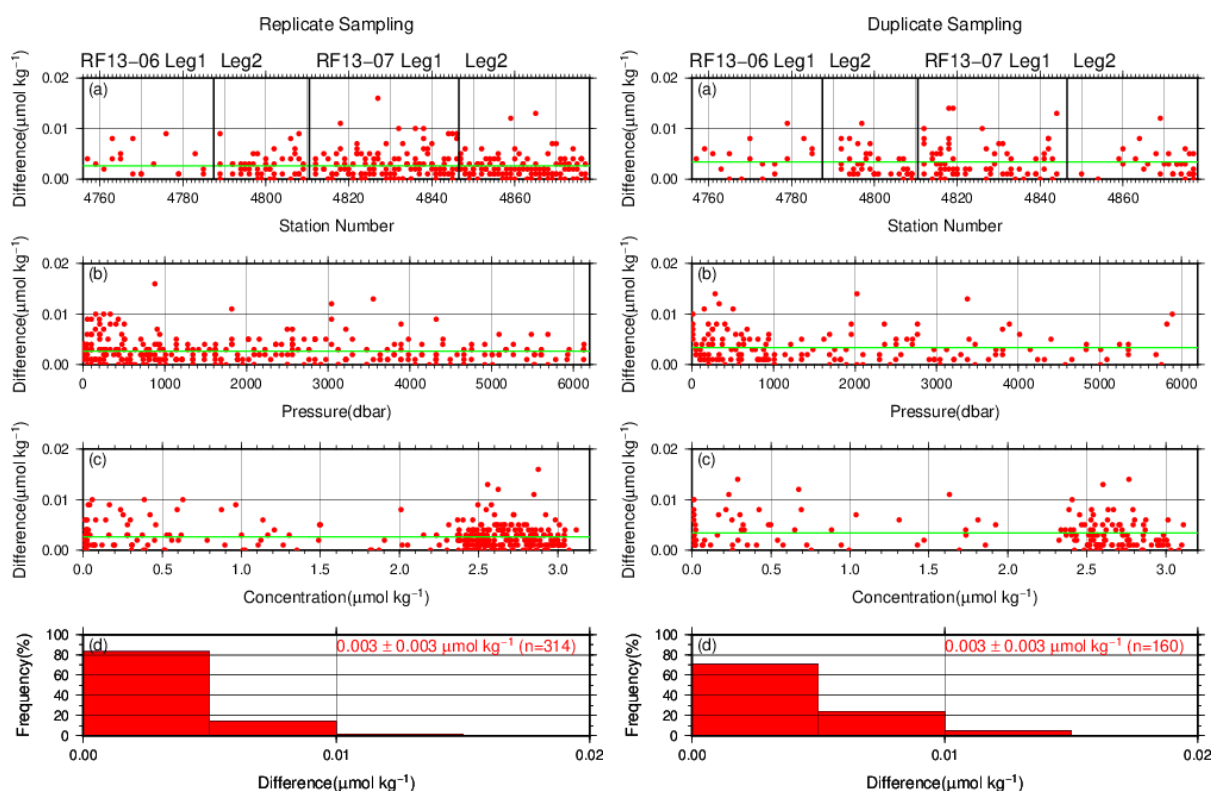 Replicate Sampling
RF13−06 Leg1 Leg2 RF13−07 Leg1 Leg2
(a)
0.02
0.01
0.00
Difference(μmol kg⁻¹)
4760 4780 4800 4820 4840 4860
Station Number
(b)
0.02
0.01
0.00
Difference(μmol kg⁻¹)
0 1000 2000 3000 4000 5000 6000
Pressure(dbar)
(c)
0.02
0.01
0.00
Difference(μmol kg⁻¹)
0.0 0.5 1.0 1.5 2.0 2.5 3.0
Concentration(μmol kg⁻¹)
(d)
0.003 ± 0.003 μmol kg⁻¹ (n=314)
100
80
60
40
20
0
Frequency(%)
0.00 0.01 0.02
Difference(μmol kg⁻¹)
Duplicate Sampling
RF13−06 Leg1 Leg2 RF13−07 Leg1 Leg2
(a)
0.02
0.01
0.00
Difference(μmol kg⁻¹)
4760 4780 4800 4820 4840 4860
Station Number
(b)
0.02
0.01
0.00
Difference(μmol kg⁻¹)
0 1000 2000 3000 4000 5000 6000
Pressure(dbar)
(c)
0.02
0.01
0.00
Difference(μmol kg⁻¹)
0.0 0.5 1.0 1.5 2.0 2.5 3.0
Concentration(μmol kg⁻¹)
(d)
0.003 ± 0.003 μmol kg⁻¹ (n=160)
100
80
60
40
20
0
Frequency(%)
0.00 0.01 0.02
Difference(μmol kg⁻¹)